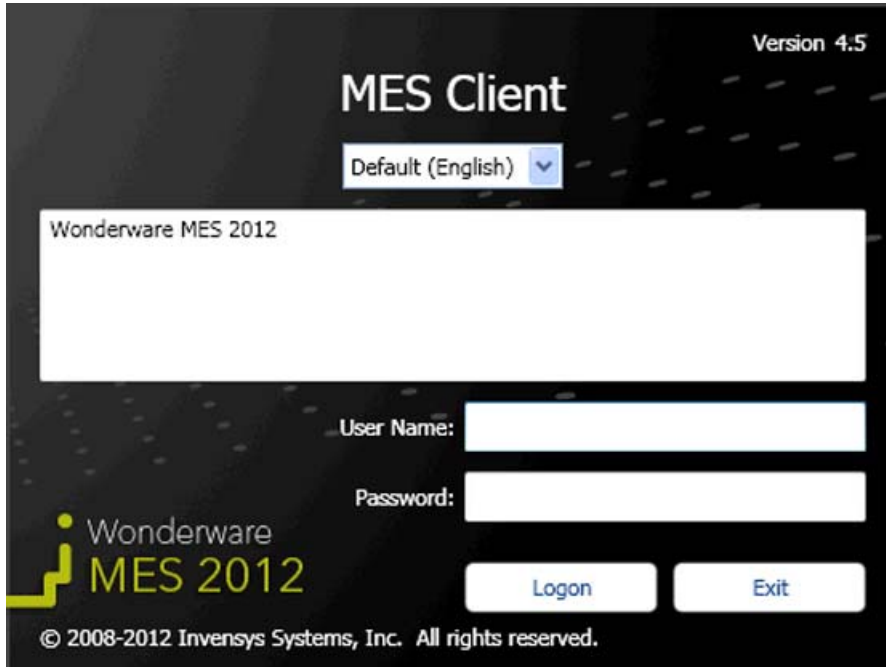 Version 4.5
MES Client
Default (English)
Wonderware MES 2012
User Name:
Password:
Wonderware
MES 2012
Logon
Exit
© 2008-2012 Invensys Systems, Inc. All rights reserved.